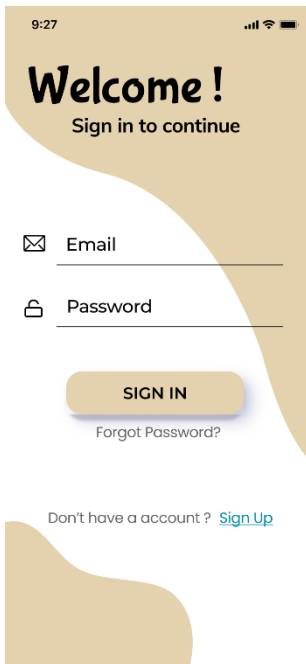 9:27
Welcome !
Sign in to continue
Email
Password
SIGN IN
Forgot Password?
Don't have a account ? Sign Up